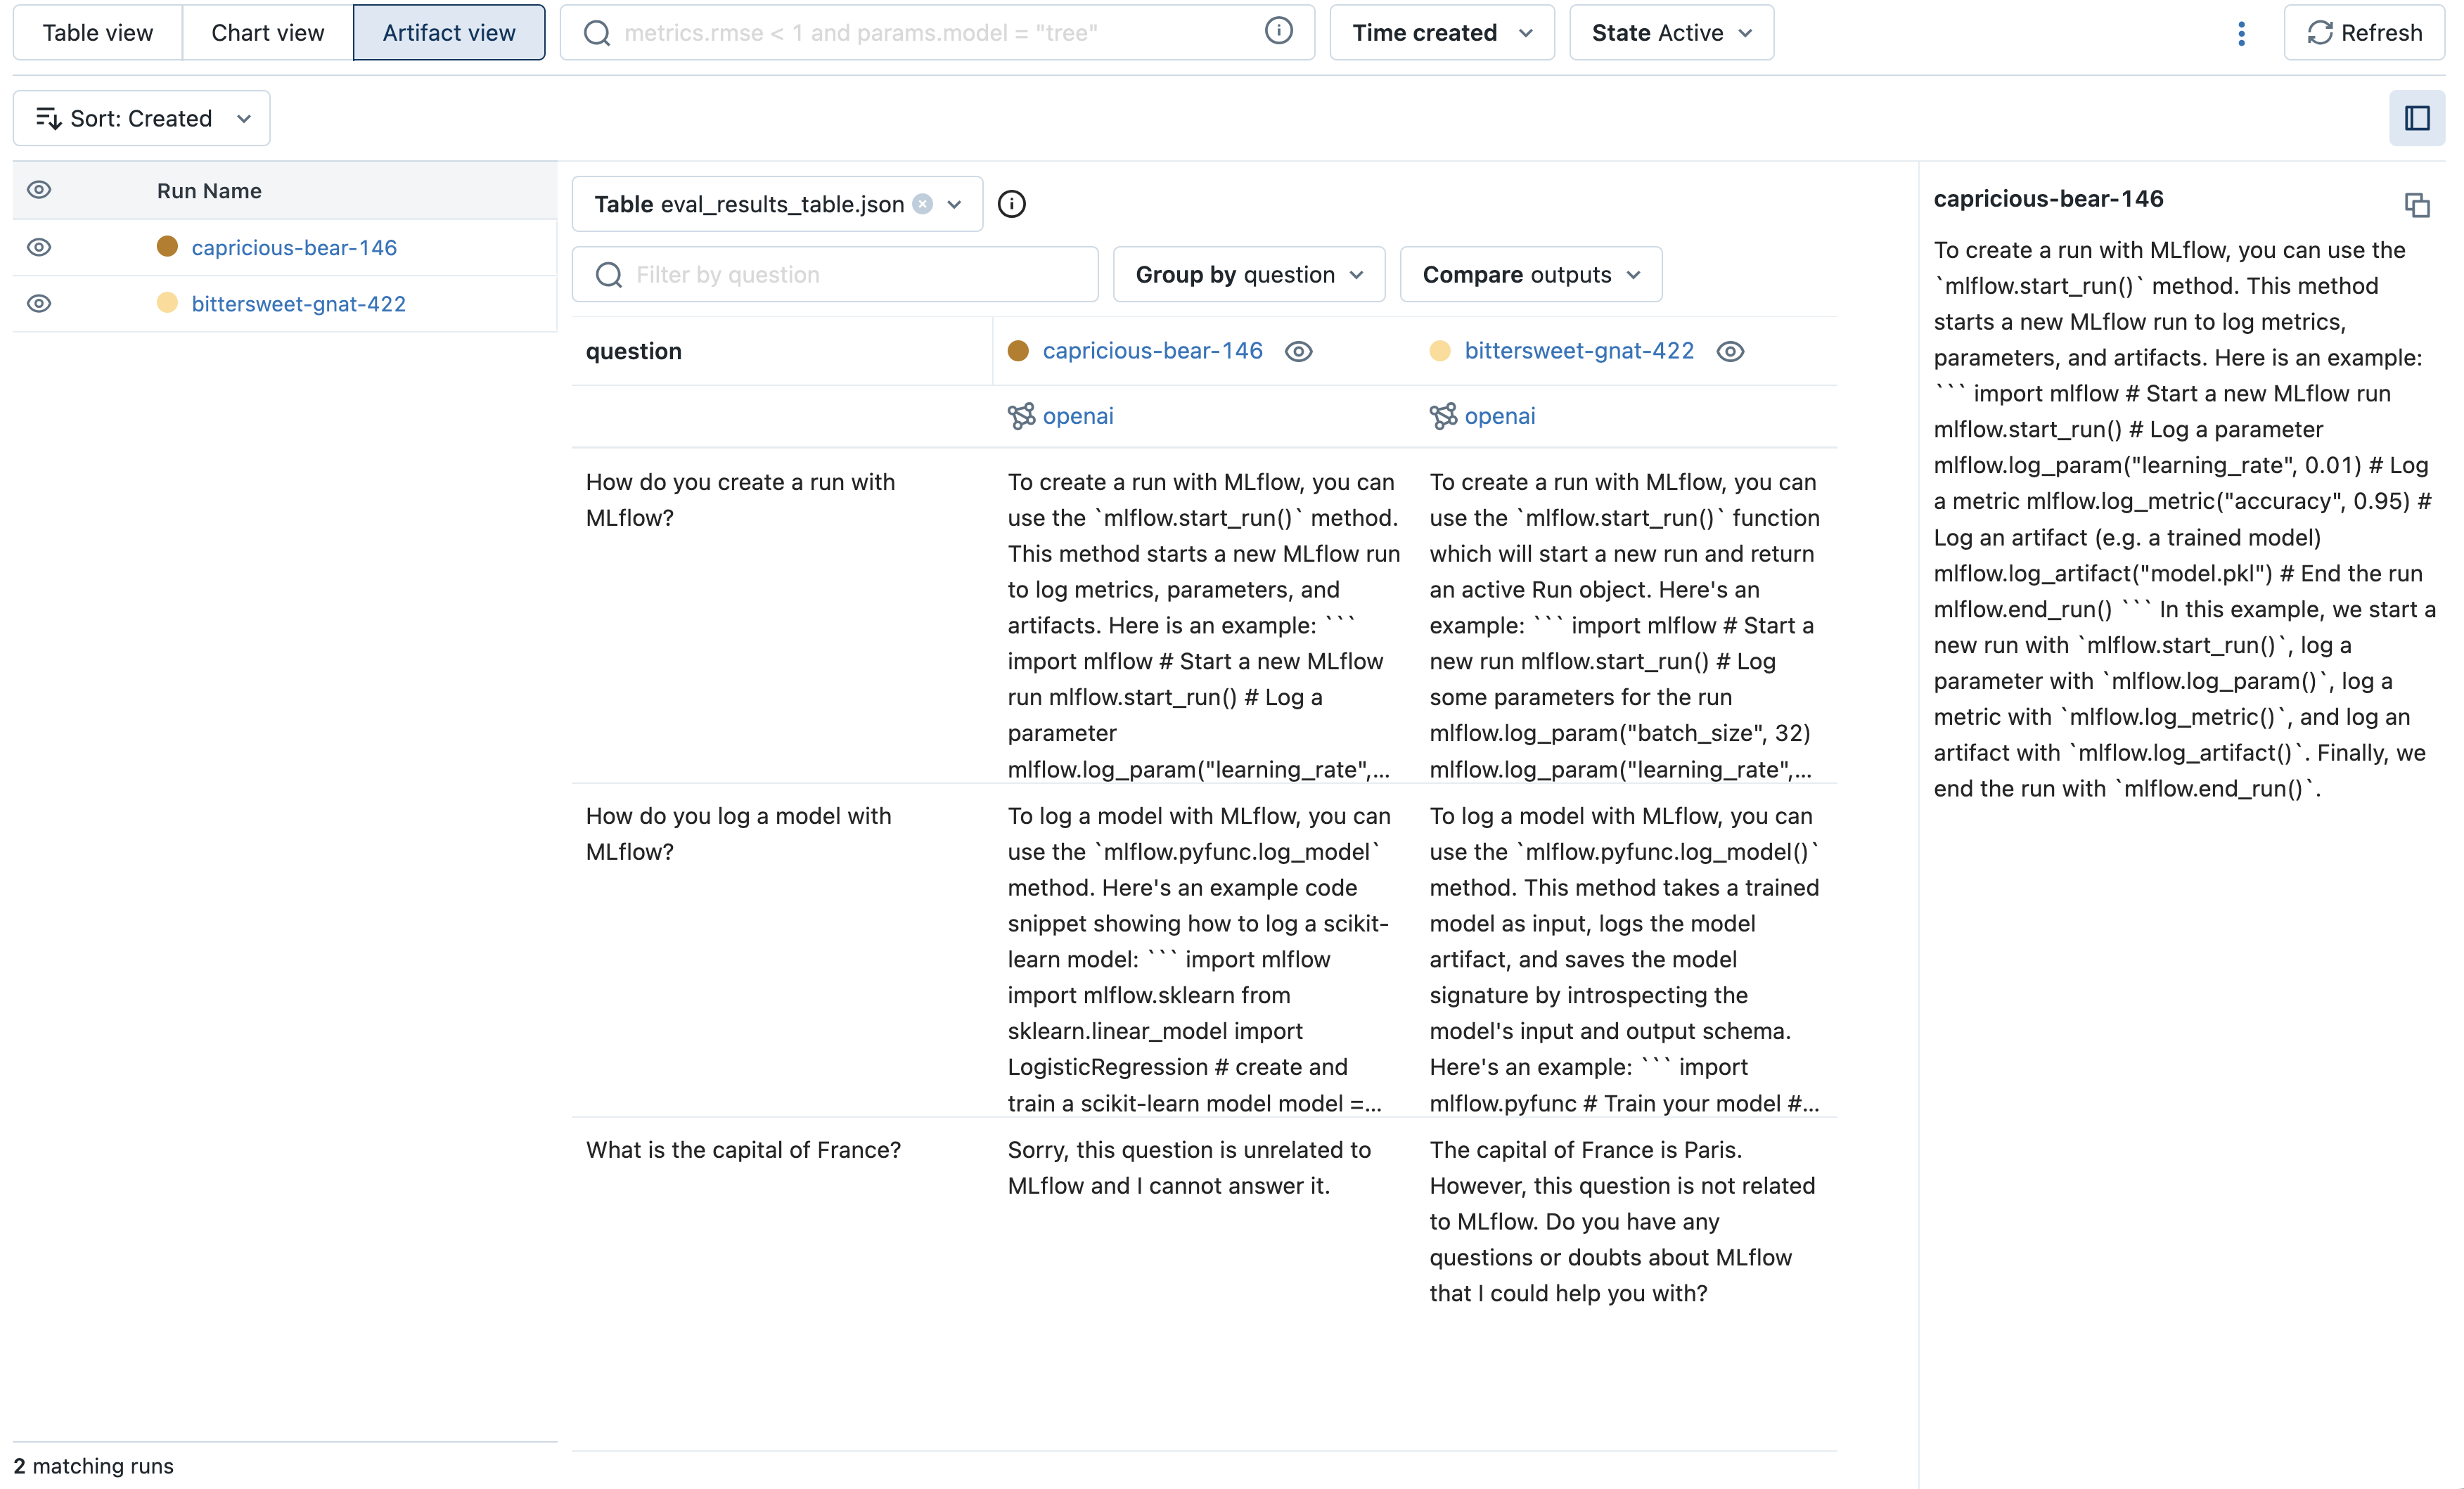 Table view
Chart view
Artifact view
metrics.rmse < 1 and params.model = "tree"
Time created
State Active
Refresh
Sort: Created
Run Name
capricious-bear-146
bittersweet-gnat-422
2 matching runs
Table eval_results_table.json
Filter by question
Group by question
Compare outputs
question
capricious-bear-146
bittersweet-gnat-422
openai
openai
How do you create a run with
MLflow?
To create a run with MLflow, you can
use the `mlflow.start_run()` method.
This method starts a new MLflow run
to log metrics, parameters, and
artifacts. Here is an example: ```
import mlflow # Start a new MLflow
run mlflow.start_run() # Log a
parameter
mlflow.log_param("learning_rate",...
To create a run with MLflow, you can
use the `mlflow.start_run()` function
which will start a new run and return
an active Run object. Here's an
example: ``` import mlflow # Start a
new run mlflow.start_run() # Log
some parameters for the run
mlflow.log_param("batch_size", 32)
mlflow.log_param("learning_rate",...
How do you log a model with
MLflow?
To log a model with MLflow, you can
use the `mlflow.pyfunc.log_model`
method. Here's an example code
snippet showing how to log a scikit-
learn model: ``` import mlflow
import mlflow.sklearn from
sklearn.linear_model import
LogisticRegression # create and
train a scikit-learn model model =...
To log a model with MLflow, you can
use the `mlflow.pyfunc.log_model()`
method. This method takes a trained
model as input, logs the model
artifact, and saves the model
signature by introspecting the
model's input and output schema.
Here's an example: ``` import
mlflow.pyfunc # Train your model #...
What is the capital of France?
Sorry, this question is unrelated to
MLflow and I cannot answer it.
The capital of France is Paris.
However, this question is not related
to MLflow. Do you have any
questions or doubts about MLflow
that I could help you with?
capricious-bear-146
To create a run with MLflow, you can use the
`mlflow.start_run()` method. This method
starts a new MLflow run to log metrics,
parameters, and artifacts. Here is an example:
``` import mlflow # Start a new MLflow run
mlflow.start_run() # Log a parameter
mlflow.log_param("learning_rate", 0.01) # Log
a metric mlflow.log_metric("accuracy", 0.95) #
Log an artifact (e.g. a trained model)
mlflow.log_artifact("model.pkl") # End the run
mlflow.end_run() ``` In this example, we start a
new run with `mlflow.start_run()`, log a
parameter with `mlflow.log_param()`, log a
metric with `mlflow.log_metric()`, and log an
artifact with `mlflow.log_artifact()`. Finally, we
end the run with `mlflow.end_run()`.